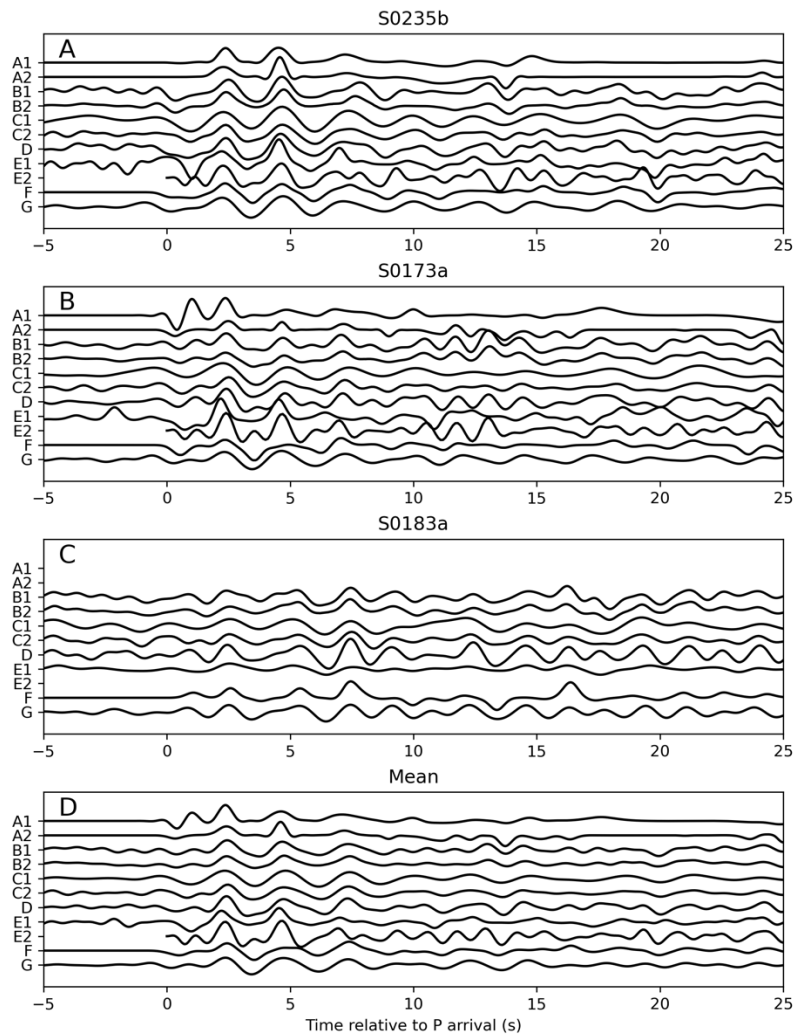 S0235b
A
A1
A2
B1
B2
C1
C2
D
E1
E2
F
G
−5 0 5 10 15 20 25
S0173a
B
A1
A2
B1
B2
C1
C2
D
E1
E2
F
G
−5 0 5 10 15 20 25
S0183a
C
A1
A2
B1
B2
C1
C2
D
E1
E2
F
G
−5 0 5 10 15 20 25
Mean
D
A1
A2
B1
B2
C1
C2
D
E1
E2
F
G
−5 0 5 10 15 20 25
Time relative to P arrival (s)